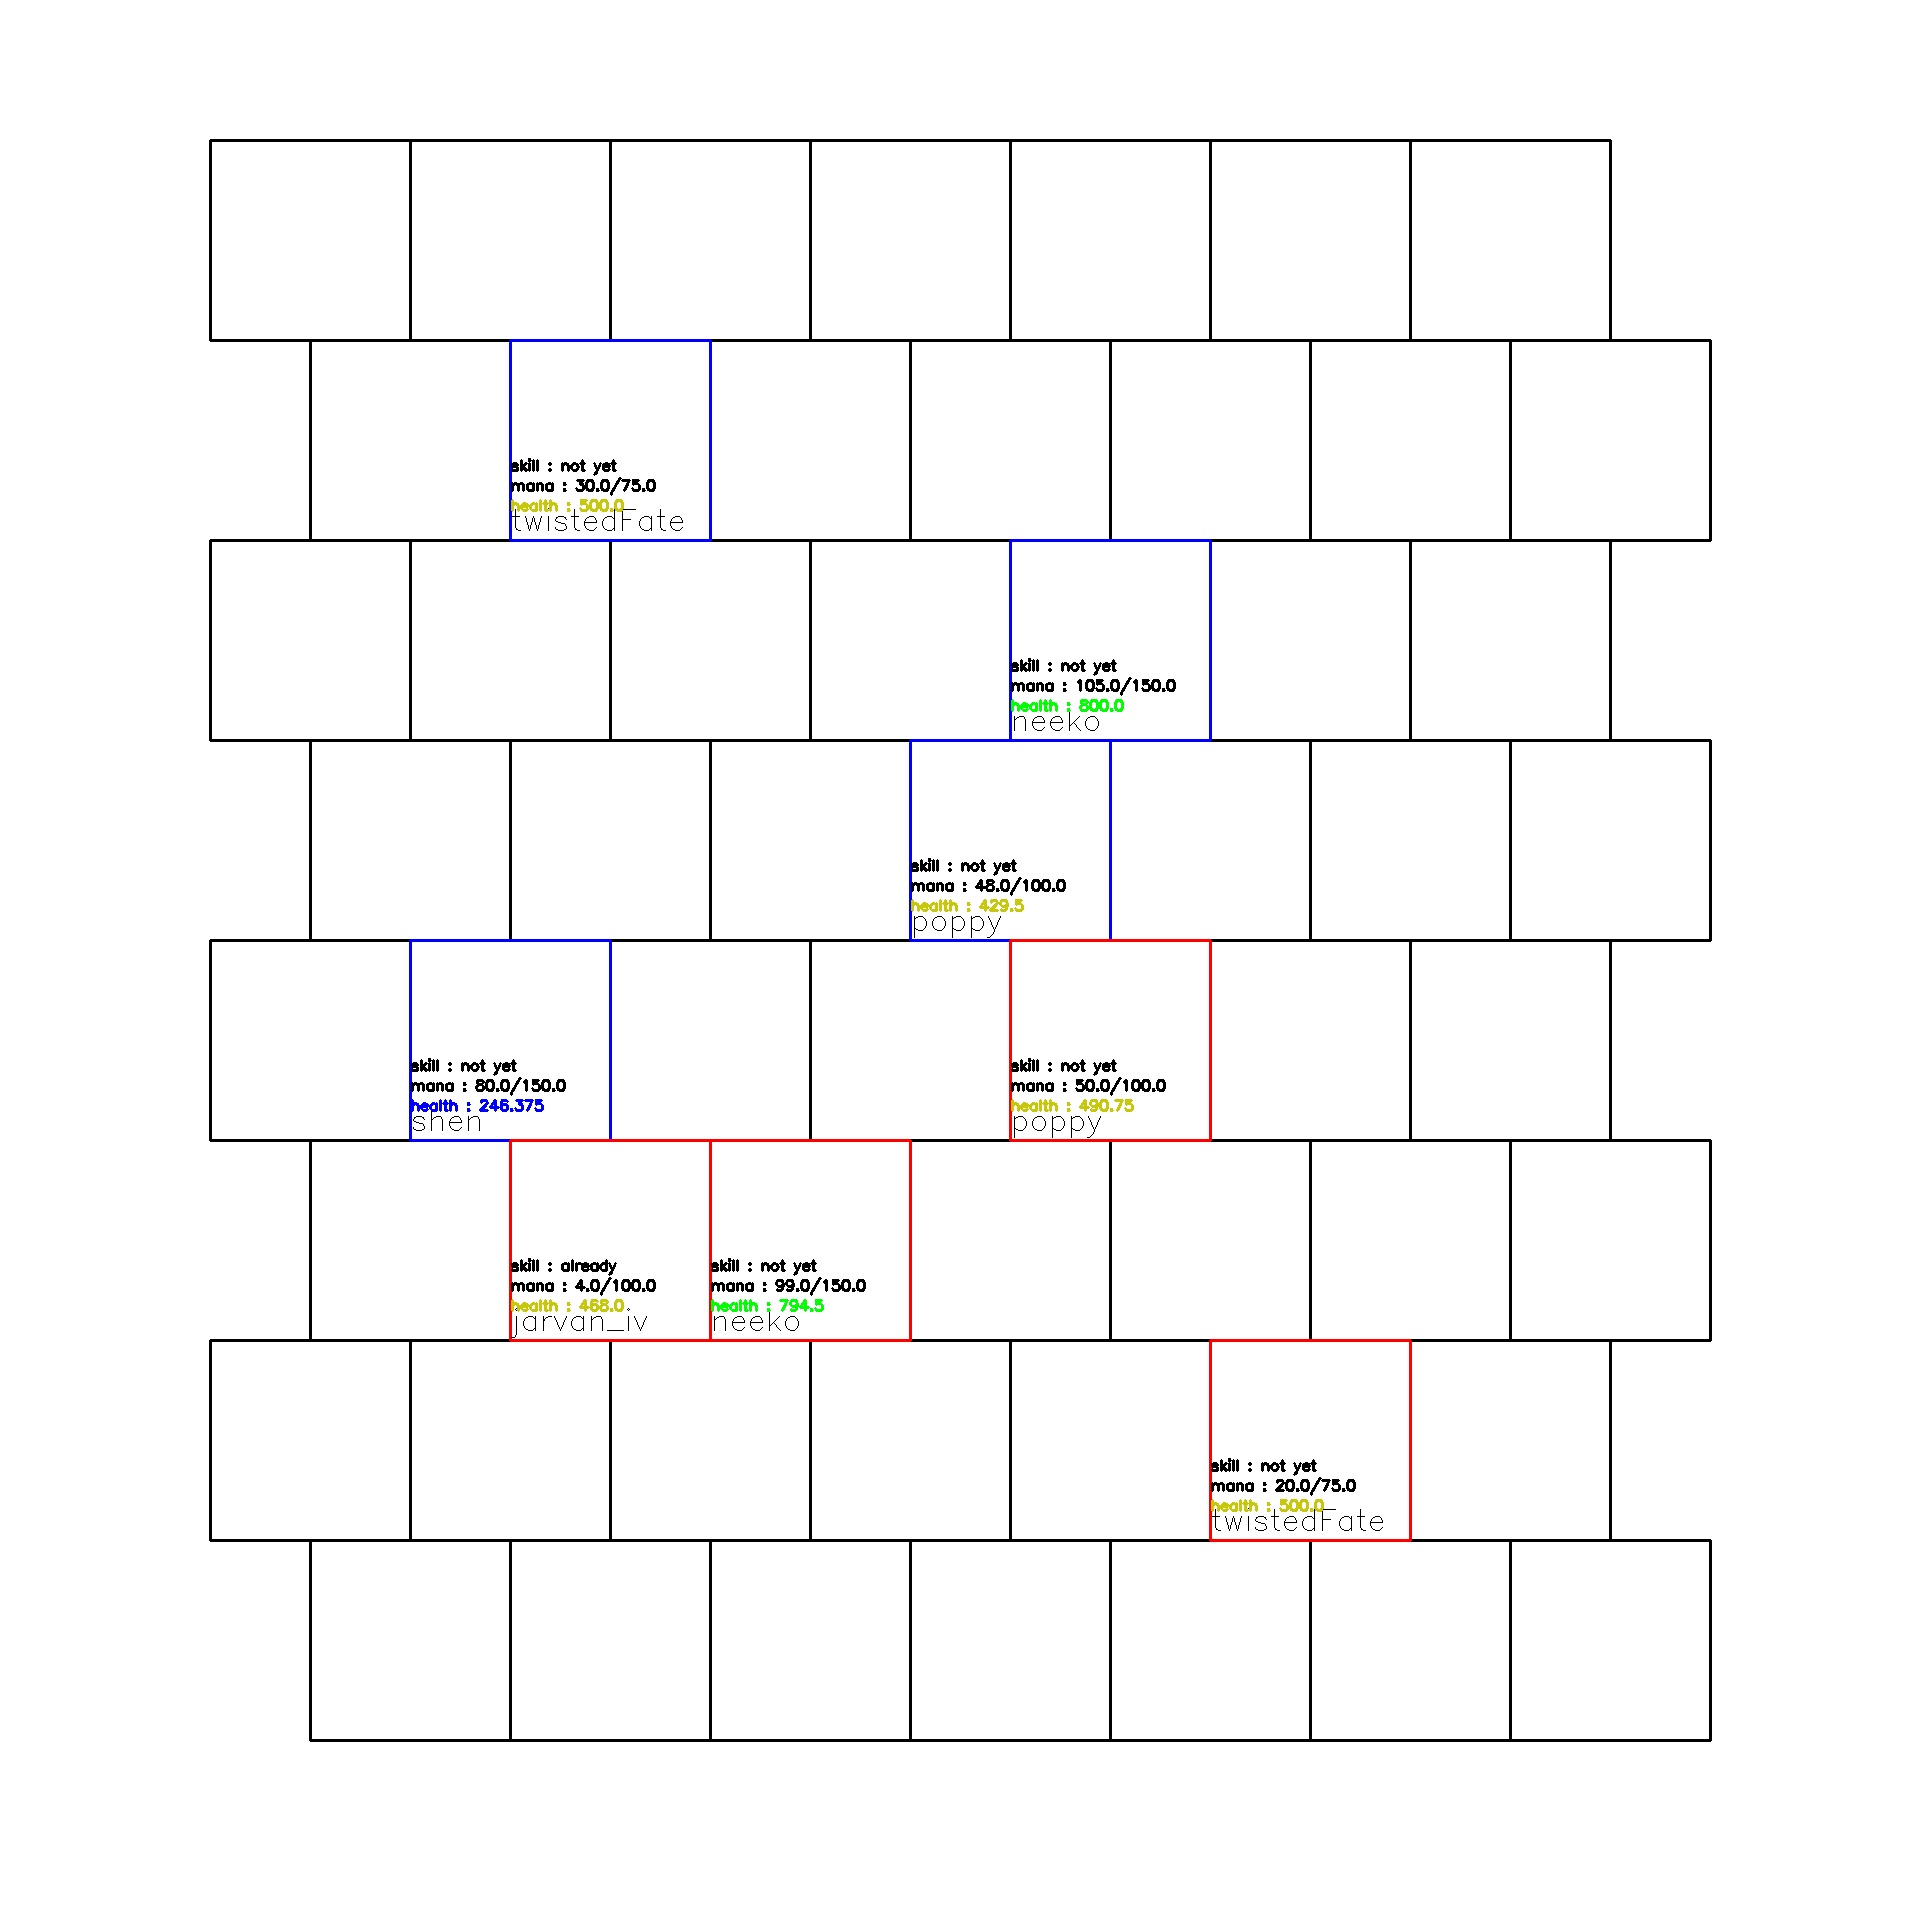 skill : not yet
mana : 30.0/75.0
health : 500.0
twistedFate
skill : not yet
mana : 105.0/150.0
health : 800.0
neeko
skill : not yet
mana : 48.0/100.0
health : 429.5
poppy
skill : not yet
mana : 80.0/150.0
health : 246.375
shen
skill : not yet
mana : 50.0/100.0
health : 490.75
poppy
skill : already
mana : 4.0/100.0
health : 468.0
jarvan_iv
skill : not yet
mana : 99.0/150.0
health : 794.5
neeko
skill : not yet
mana : 20.0/75.0
health : 500.0
twistedFate